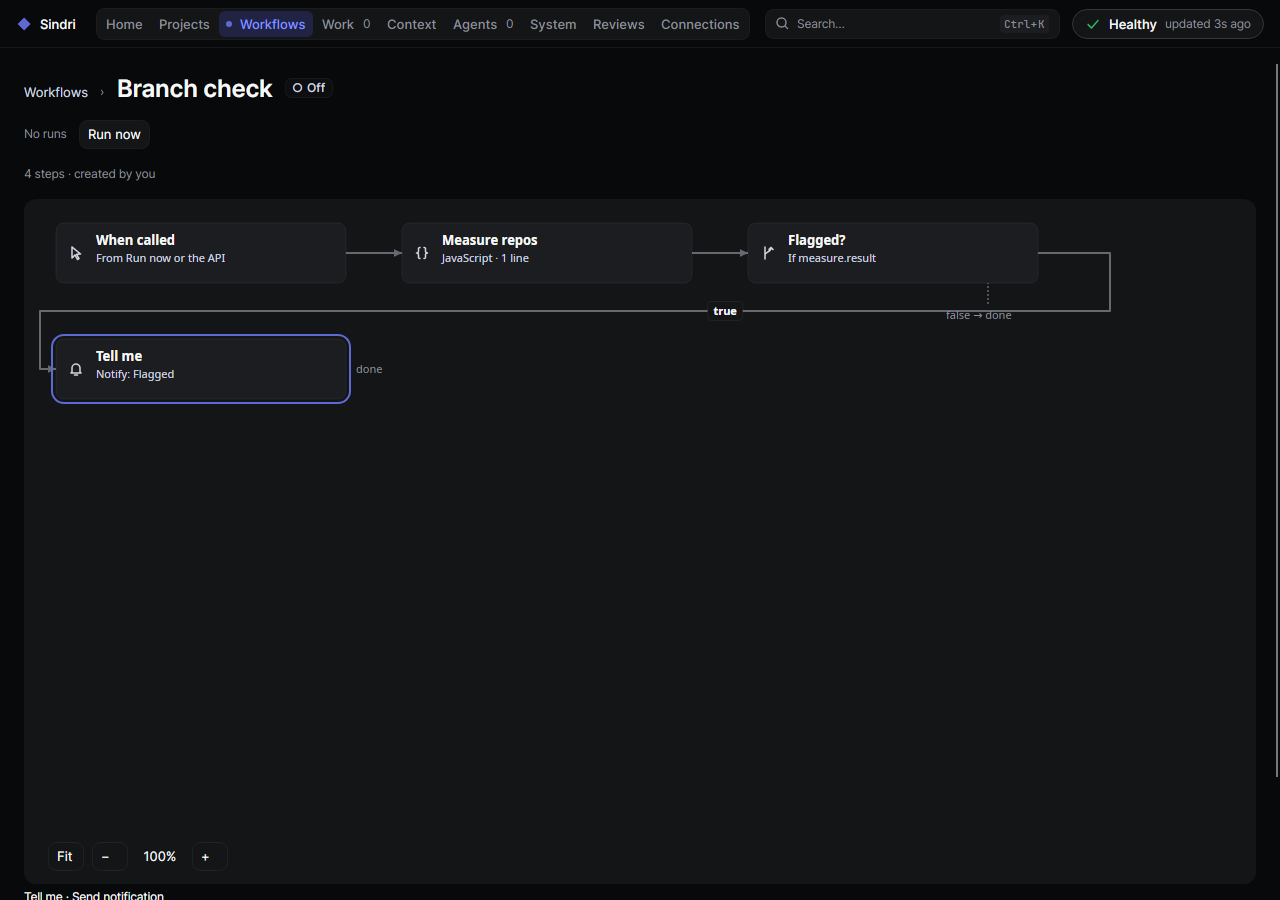 Sindri Home Projects Workflows Work 0 Context Agents 0 System Reviews Connections Search... Ctrl+K Healthy updated 3s ago
Workflows › Branch check Off
No runs Run now
4 steps · created by you
When called Measure repos Flagged?
From Run now or the API {} JavaScript · 1 line If measure.result
true false → done
Tell me
Notify: Flagged done
Fit − 100% +
Tell me · Send notification